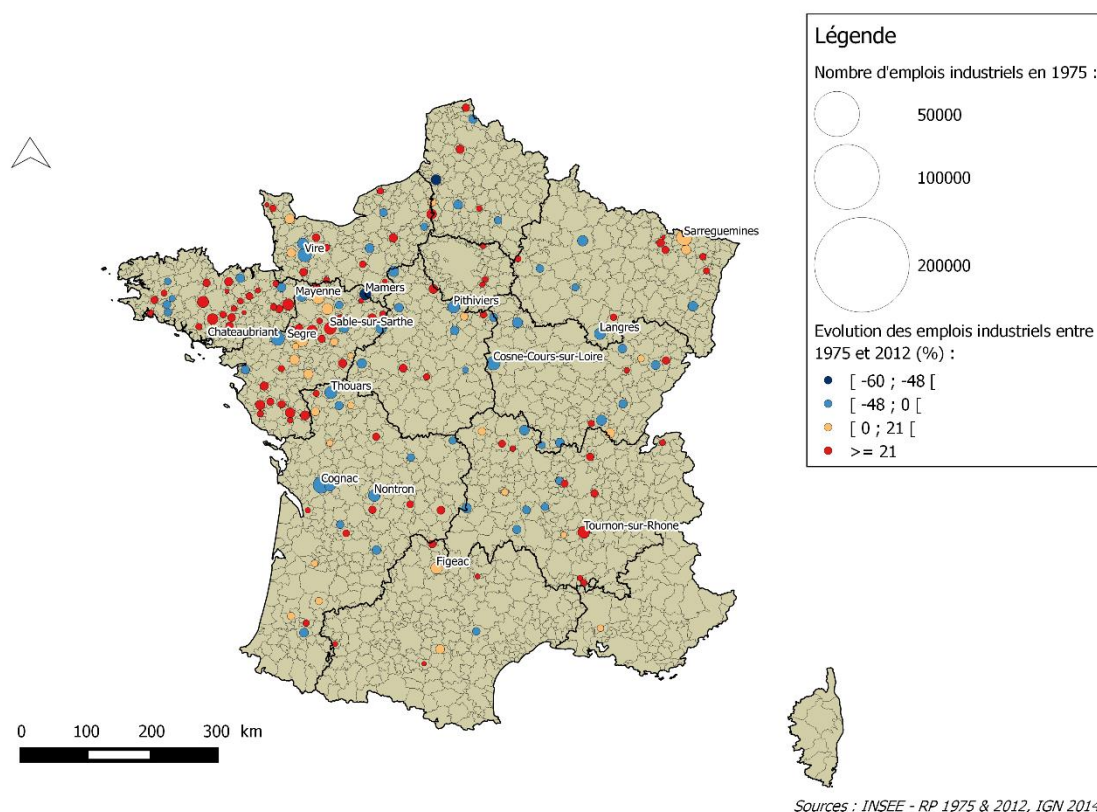 Légende
Nombre d'emplois industriels en 1975 :
50000
100000
200000
Evolution des emplois industriels entre
1975 et 2012 (%) :
[ -60 ; -48 [
[ -48 ; 0 [
[ 0 ; 21 [
>= 21
Sarreguemines
Vire
Mamers
Mayenne
Pithiviers
Sable-sur-Sarthe
Chateaubriant
Segre
Langres
Cosne-Cours-sur-Loire
Thouars
Cognac
Nontron
Tournon-sur-Rhone
Figeac
0 100 200 300 km
Sources : INSEE - RP 1975 & 2012, IGN 2014